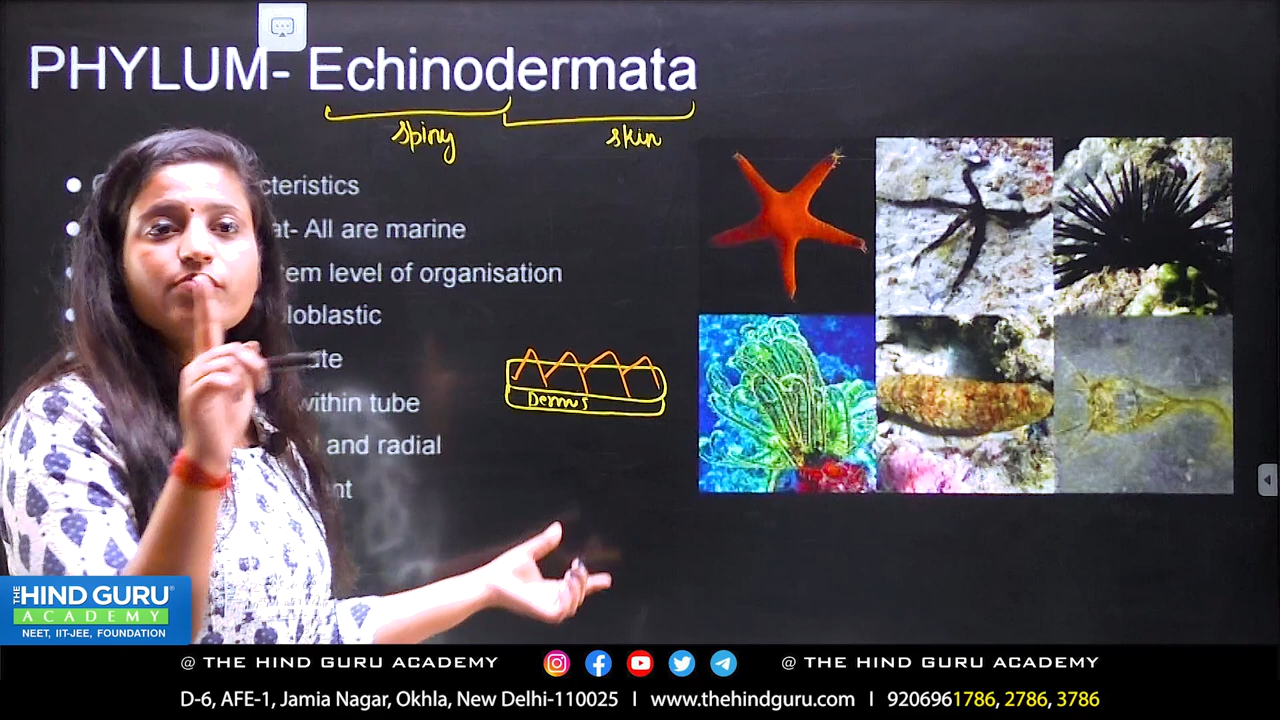 PHYLUM- Echinodermata
spiny skin
cteristics
at- All are marine
em level of organisation
loblastic
te
within tube
l and radial
nt
Dermis
THE HIND GURU
ACADEMY
NEET, IIT-JEE, FOUNDATION
@ THE HIND GURU ACADEMY @ THE HIND GURU ACADEMY
D-6, AFE-1, Jamia Nagar, Okhla, New Delhi-110025 I www.thehindguru.com I 9206961786, 2786, 3786